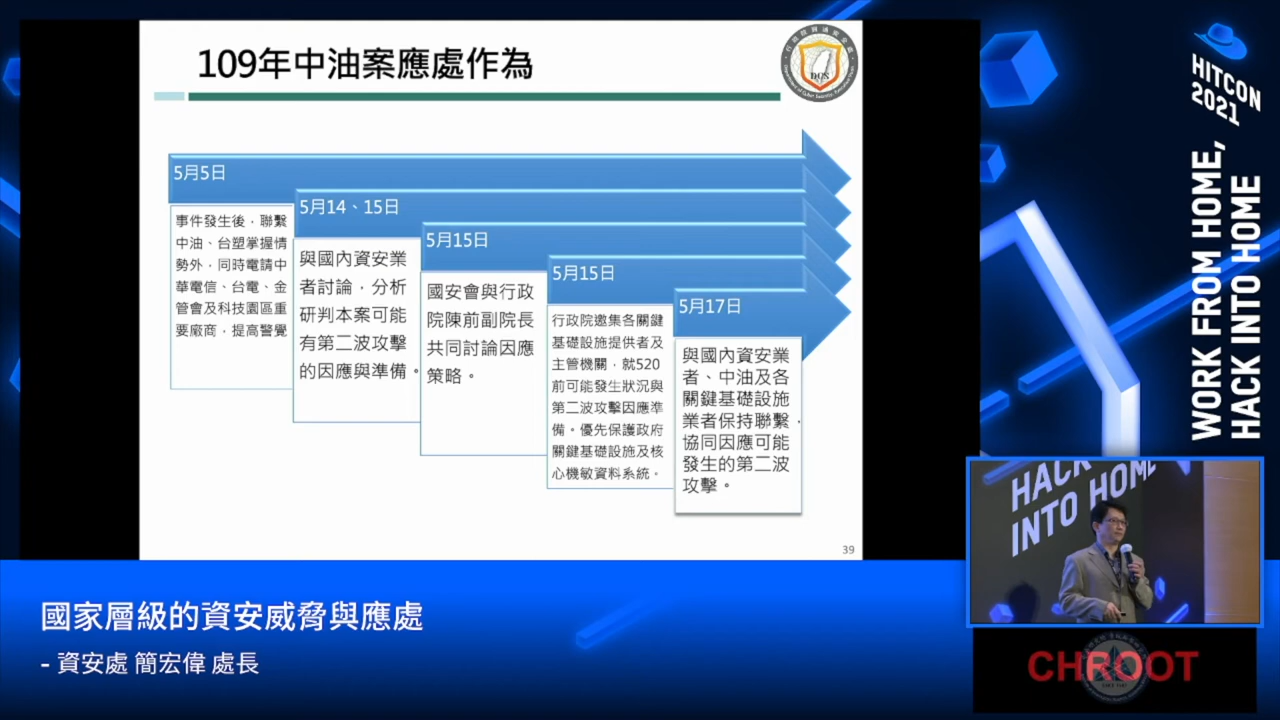 109年中油案應處作為
5月5日
事件發生後，聯繫
中油、台塑掌握情
勢外，同時電請中
華電信、台電、金
管會及科技園區重
要廠商，提高警覺
5月14、15日
與國內資安業
者討論，分析
研判本案可能
有第二波攻擊
的因應與準備。
5月15日
國安會與行政
院陳前副院長
共同討論因應
策略。
5月15日
行政院邀集各關鍵
基礎設施提供者及
主管機關，就520
前可能發生狀況與
第二波攻擊因應準
備。優先保護政府
關鍵基礎設施及核
心機敏資料系統。
5月17日
與國內資安業
者、中油及各
關鍵基礎設施
業者保持聯繫，
協同因應可能
發生的第二波
攻擊。
39
HITCON
2021
WORK FROM HOME,
HACK INTO HOME
HACK
INTO HOME
國家層級的資安威脅與應處
- 資安處 簡宏偉 處長
CHROOT
DCS